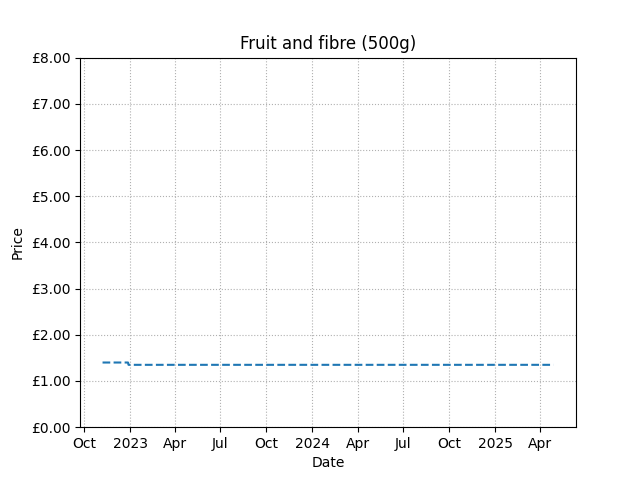 Fruit and fibre (500g)
£8.00
£7.00
£6.00
£5.00
£4.00
£3.00
£2.00
£1.00
£0.00
Price
Oct 2023 Apr Jul Oct 2024 Apr Jul Oct 2025 Apr
Date